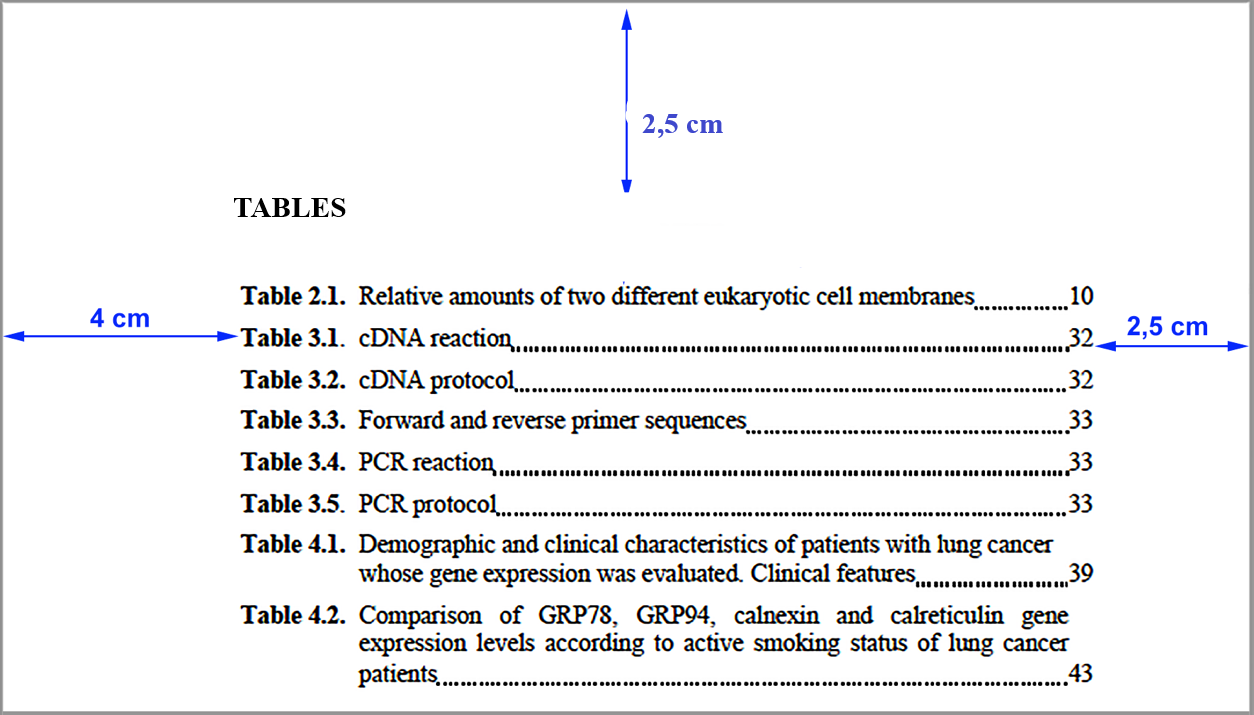 2,5 cm
TABLES
Table 2.1. Relative amounts of two different eukaryotic cell membranes..............10
4 cm
Table 3.1. cDNA reaction..............32
2,5 cm
Table 3.2. cDNA protocol..............32
Table 3.3. Forward and reverse primer sequences..............33
Table 3.4. PCR reaction..............33
Table 3.5. PCR protocol..............33
Table 4.1. Demographic and clinical characteristics of patients with lung cancer
whose gene expression was evaluated. Clinical features..............39
Table 4.2. Comparison of GRP78, GRP94, calnexin and calreticulin gene
expression levels according to active smoking status of lung cancer
patients..............43